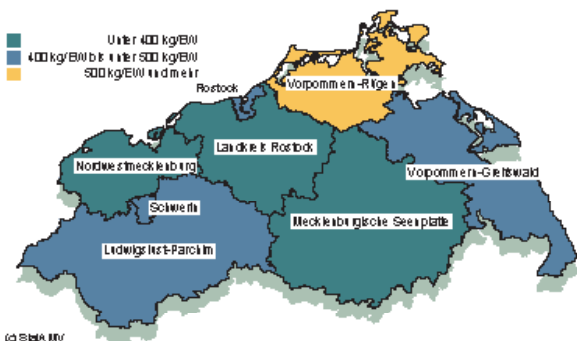 Unter 400 kg/EW
400 kg/EW bis unter 500 kg/EW
500 kg/EW und mehr
Rostock
Vorpommern-Rügen
Landkreis Rostock
Nordwestmecklenburg
Vorpommern-Greifswald
Schwerin
Mecklenburgische Seenplatte
Ludwigslust-Parchim
(c) StatA MV